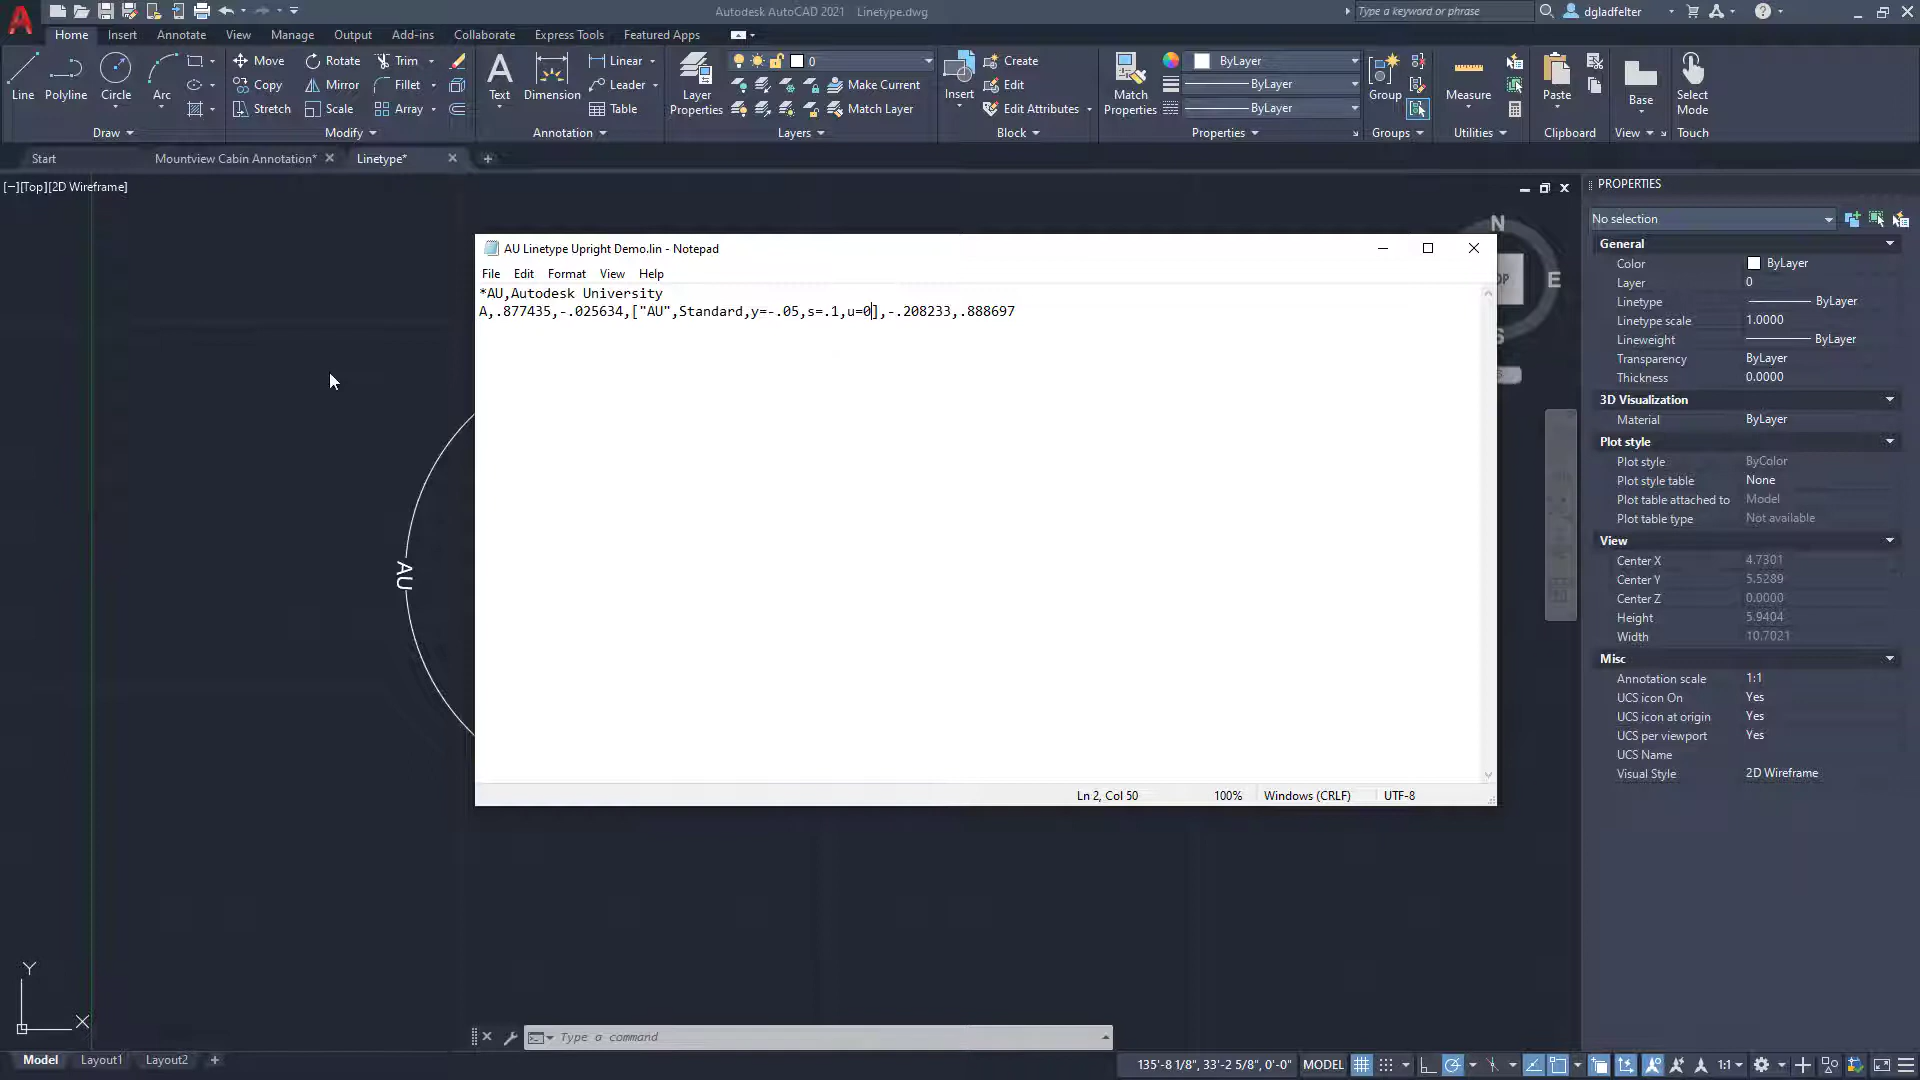 Autodesk AutoCAD 2021 Linetype.dwg
Type a keyword or phrase
dgladfelter
Home Insert Annotate View Manage Output Add-ins Collaborate Express Tools Featured Apps
Line Polyline Circle Arc
Move Rotate Trim
Copy Mirror Fillet
Stretch Scale Array
Text Dimension
Linear
Leader
Table
Layer Properties
0
Make Current
Match Layer
Insert
Create
Edit
Edit Attributes
Match Properties
ByLayer
ByLayer
ByLayer
Group
Measure
Paste
Base
Select Mode
Draw Modify Annotation Layers Block Properties Groups Utilities Clipboard View Touch
Start Mountview Cabin Annotation* Linetype*
[−][Top][2D Wireframe]
N
E
S
AU Linetype Upright Demo.lin - Notepad
File Edit Format View Help
*AU,Autodesk University
A,.877435,-.025634,["AU",Standard,y=-.05,s=.1,u=0],-.208233,.888697
Ln 2, Col 50 100% Windows (CRLF) UTF-8
AU
Y
X
PROPERTIES
No selection
General
Color ByLayer
Layer 0
Linetype ByLayer
Linetype scale 1.0000
Lineweight ByLayer
Transparency ByLayer
Thickness 0.0000
3D Visualization
Material ByLayer
Plot style
Plot style ByColor
Plot style table None
Plot table attached to Model
Plot table type Not available
View
Center X 4.7301
Center Y 5.5289
Center Z 0.0000
Height 5.9404
Width 10.7021
Misc
Annotation scale 1:1
UCS icon On Yes
UCS icon at origin Yes
UCS per viewport Yes
UCS Name
Visual Style 2D Wireframe
Type a command
Model Layout1 Layout2
135'-8 1/8", 33'-2 5/8", 0'-0" MODEL 1:1